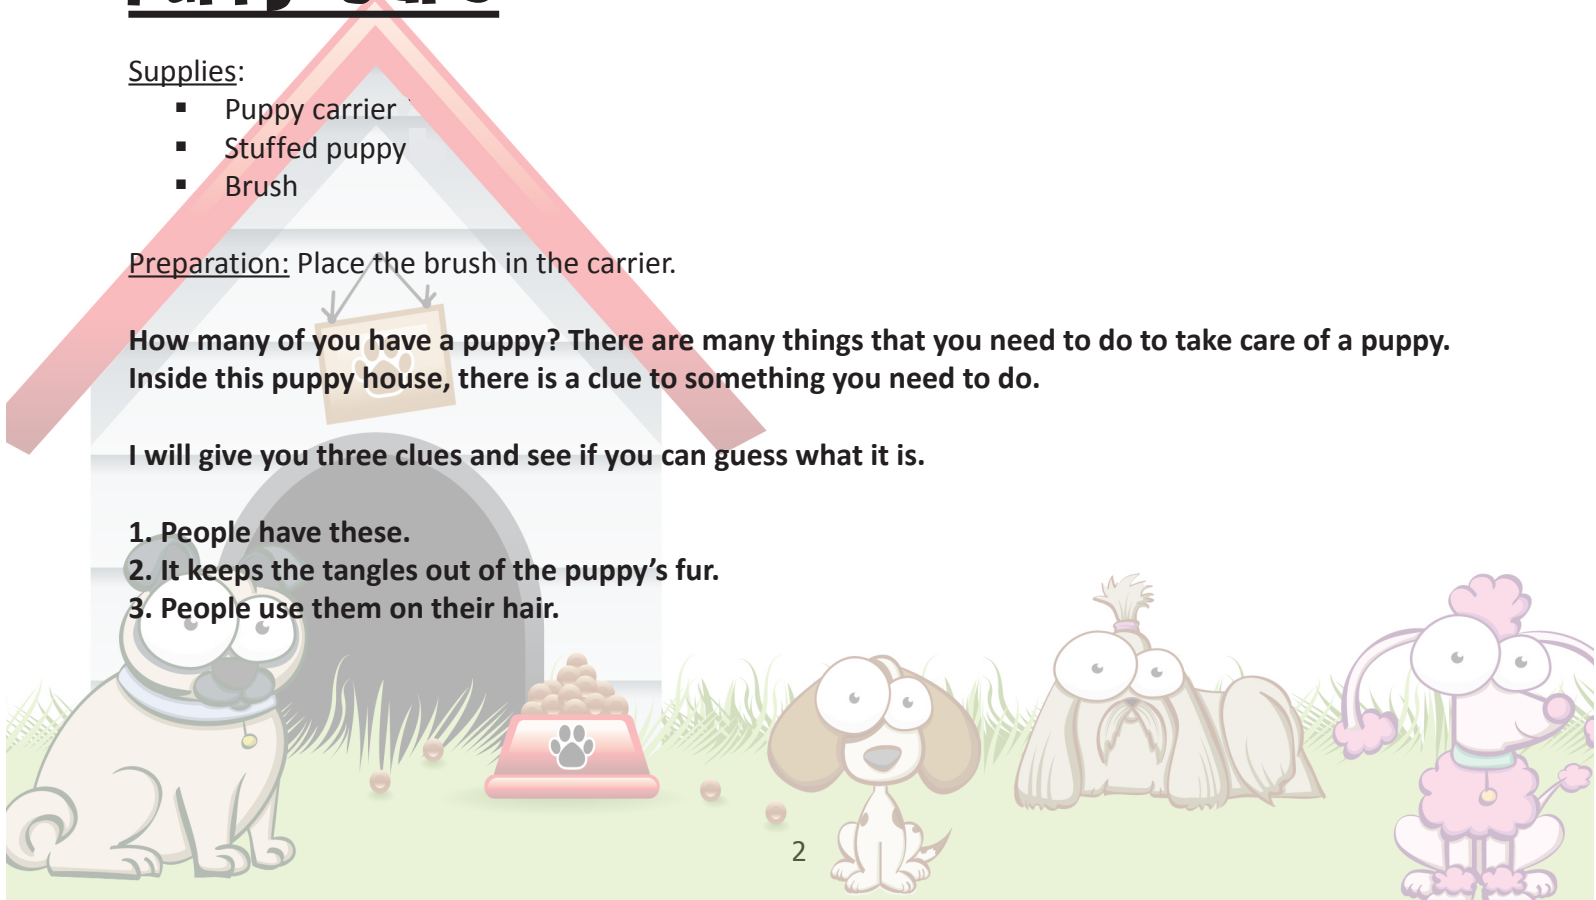 Supplies:
▪ Puppy carrier
▪ Stuffed puppy
▪ Brush
Preparation: Place the brush in the carrier.
How many of you have a puppy? There are many things that you need to do to take care of a puppy.
Inside this puppy house, there is a clue to something you need to do.
I will give you three clues and see if you can guess what it is.
1. People have these.
2. It keeps the tangles out of the puppy’s fur.
3. People use them on their hair.
2